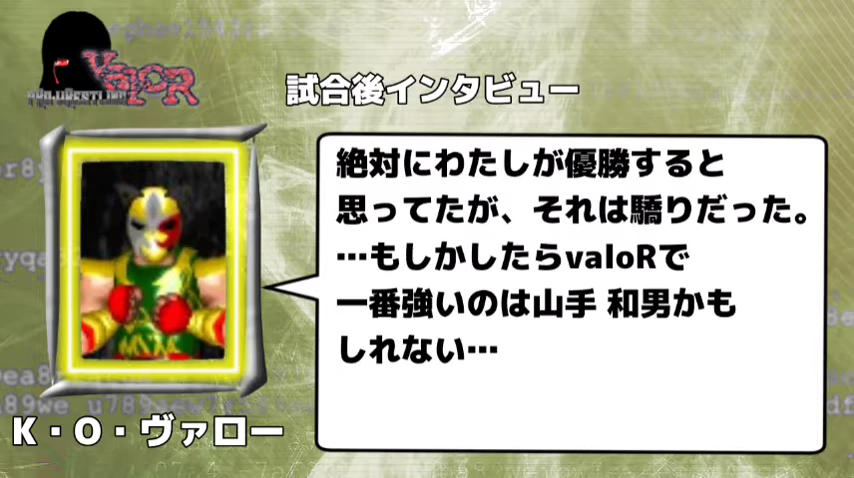 VALOR
PRO-WRESTLING
試合後インタビュー
絶対にわたしが優勝すると
思ってたが、それは驕りだった。
…もしかしたらvaloRで
一番強いのは山手 和男かも
しれない…
K・O・ヴァロー